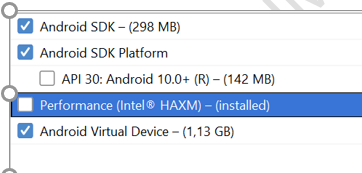 Android SDK – (298 MB)
Android SDK Platform
API 30: Android 10.0+ (R) – (142 MB)
Performance (Intel® HAXM) – (installed)
Android Virtual Device – (1,13 GB)